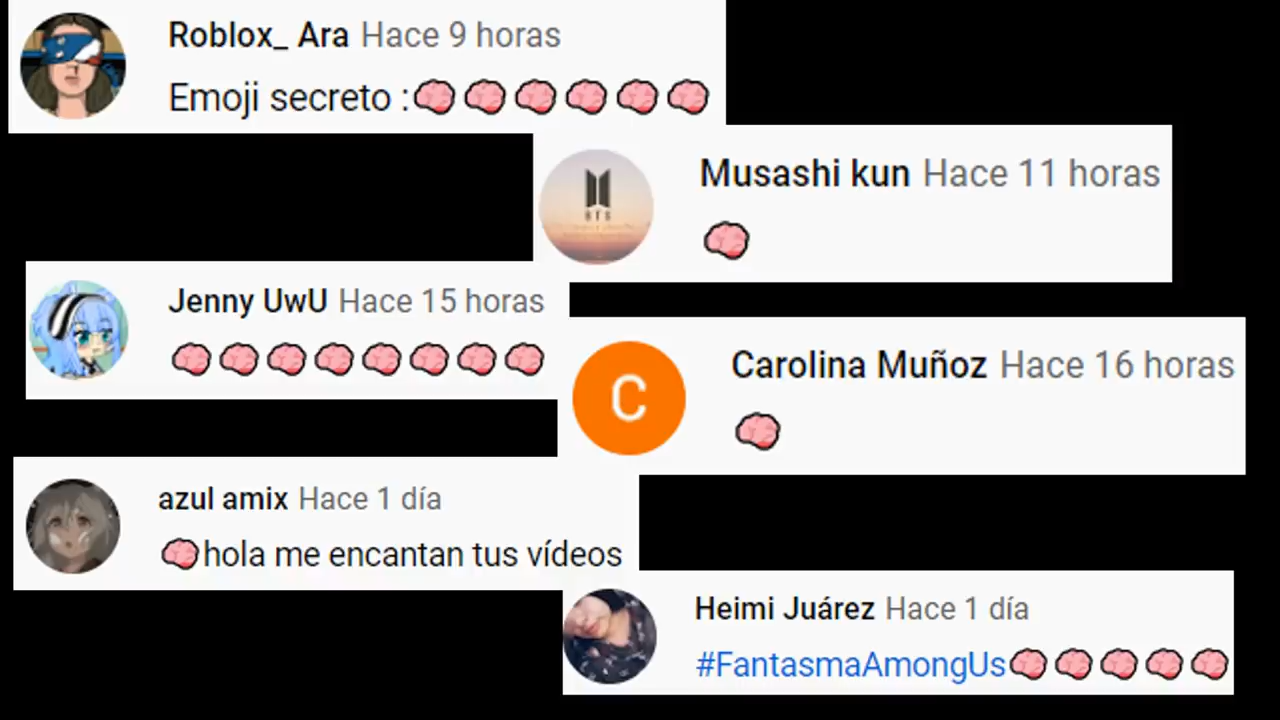 Roblox_ Ara Hace 9 horas
Emoji secreto :🧠🧠🧠🧠🧠🧠
Musashi kun Hace 11 horas
BTS
🧠
Jenny UwU Hace 15 horas
🧠🧠🧠🧠🧠🧠🧠🧠
Carolina Muñoz Hace 16 horas
C
🧠
azul amix Hace 1 día
🧠hola me encantan tus vídeos
Heimi Juárez Hace 1 día
#FantasmaAmongUs🧠🧠🧠🧠🧠